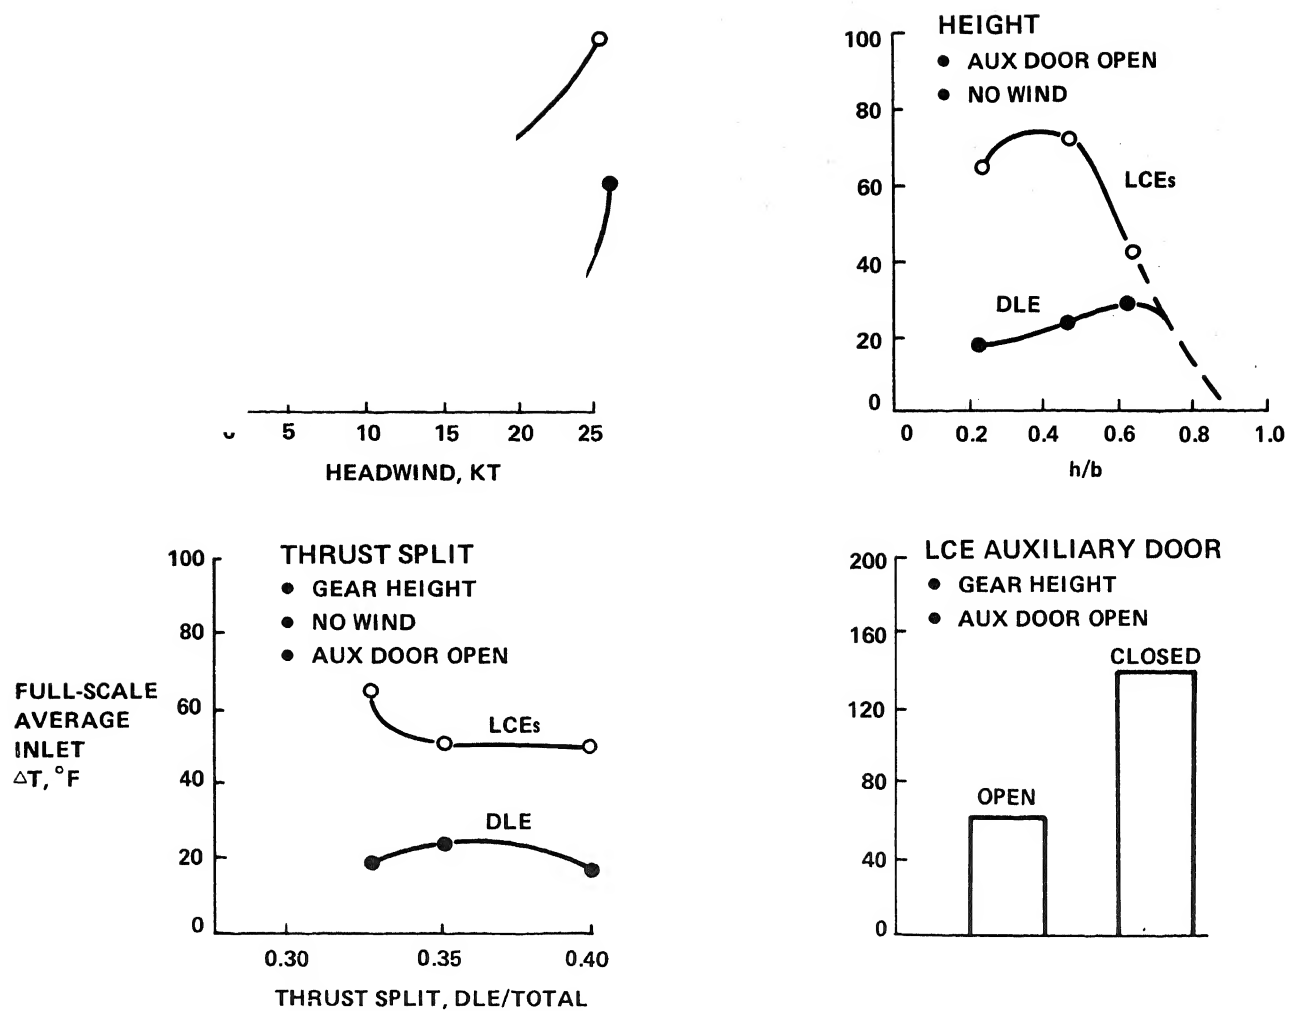 5 10 15 20 25
HEADWIND, KT
HEIGHT
● AUX DOOR OPEN
● NO WIND
100
80
60
40
20
0
LCEs
DLE
0 0.2 0.4 0.6 0.8 1.0
h/b
THRUST SPLIT
● GEAR HEIGHT
● NO WIND
● AUX DOOR OPEN
100
80
60
40
20
0
FULL-SCALE
AVERAGE
INLET
△T, °F
LCEs
DLE
0.30 0.35 0.40
THRUST SPLIT, DLE/TOTAL
LCE AUXILIARY DOOR
● GEAR HEIGHT
● AUX DOOR OPEN
200
160
120
80
40
0
CLOSED
OPEN